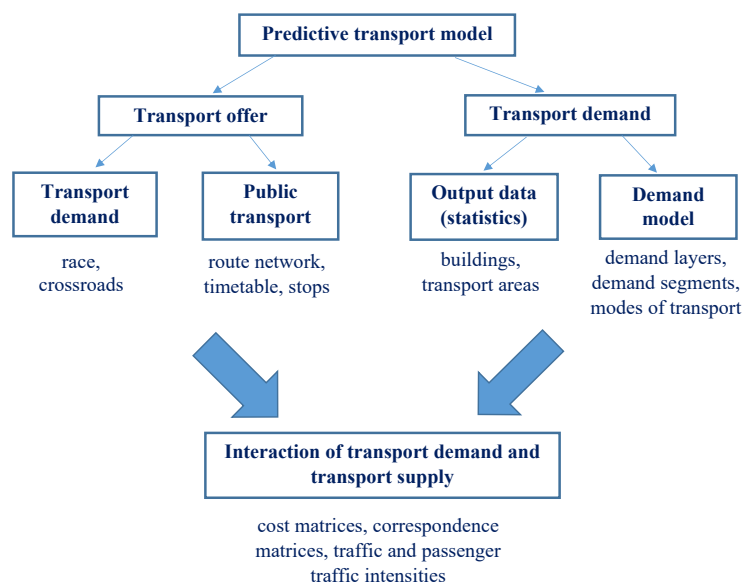 Predictive transport model
Transport offer
Transport demand
Transport
demand
Public
transport
Output data
(statistics)
Demand
model
race,
crossroads
route network,
timetable, stops
buildings,
transport areas
demand layers,
demand segments,
modes of transport
Interaction of transport demand and
transport supply
cost matrices, correspondence
matrices, traffic and passenger
traffic intensities